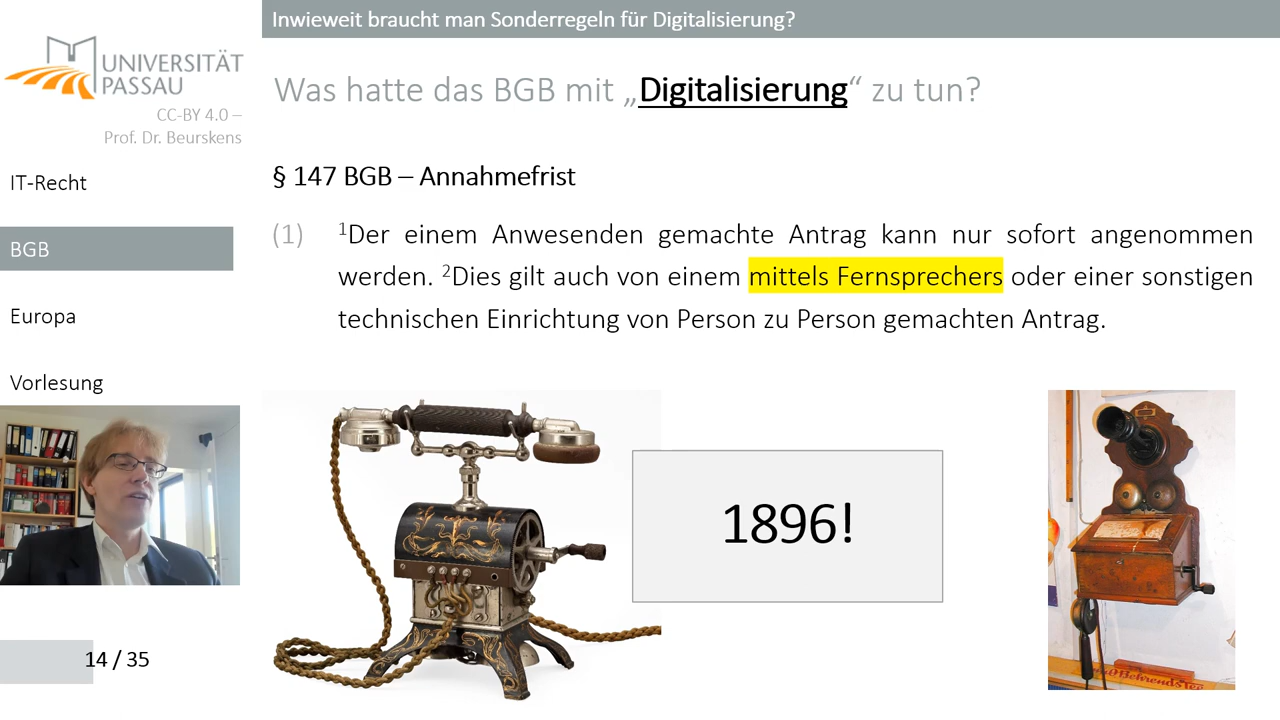 Inwieweit braucht man Sonderregeln für Digitalisierung?
UNIVERSITÄT
PASSAU
CC-BY 4.0 –
Prof. Dr. Beurskens
IT-Recht
BGB
Europa
Vorlesung
14 / 35
Was hatte das BGB mit „Digitalisierung“ zu tun?
§ 147 BGB – Annahmefrist
(1) ¹Der einem Anwesenden gemachte Antrag kann nur sofort angenommen
werden. ²Dies gilt auch von einem mittels Fernsprechers oder einer sonstigen
technischen Einrichtung von Person zu Person gemachten Antrag.
1896!